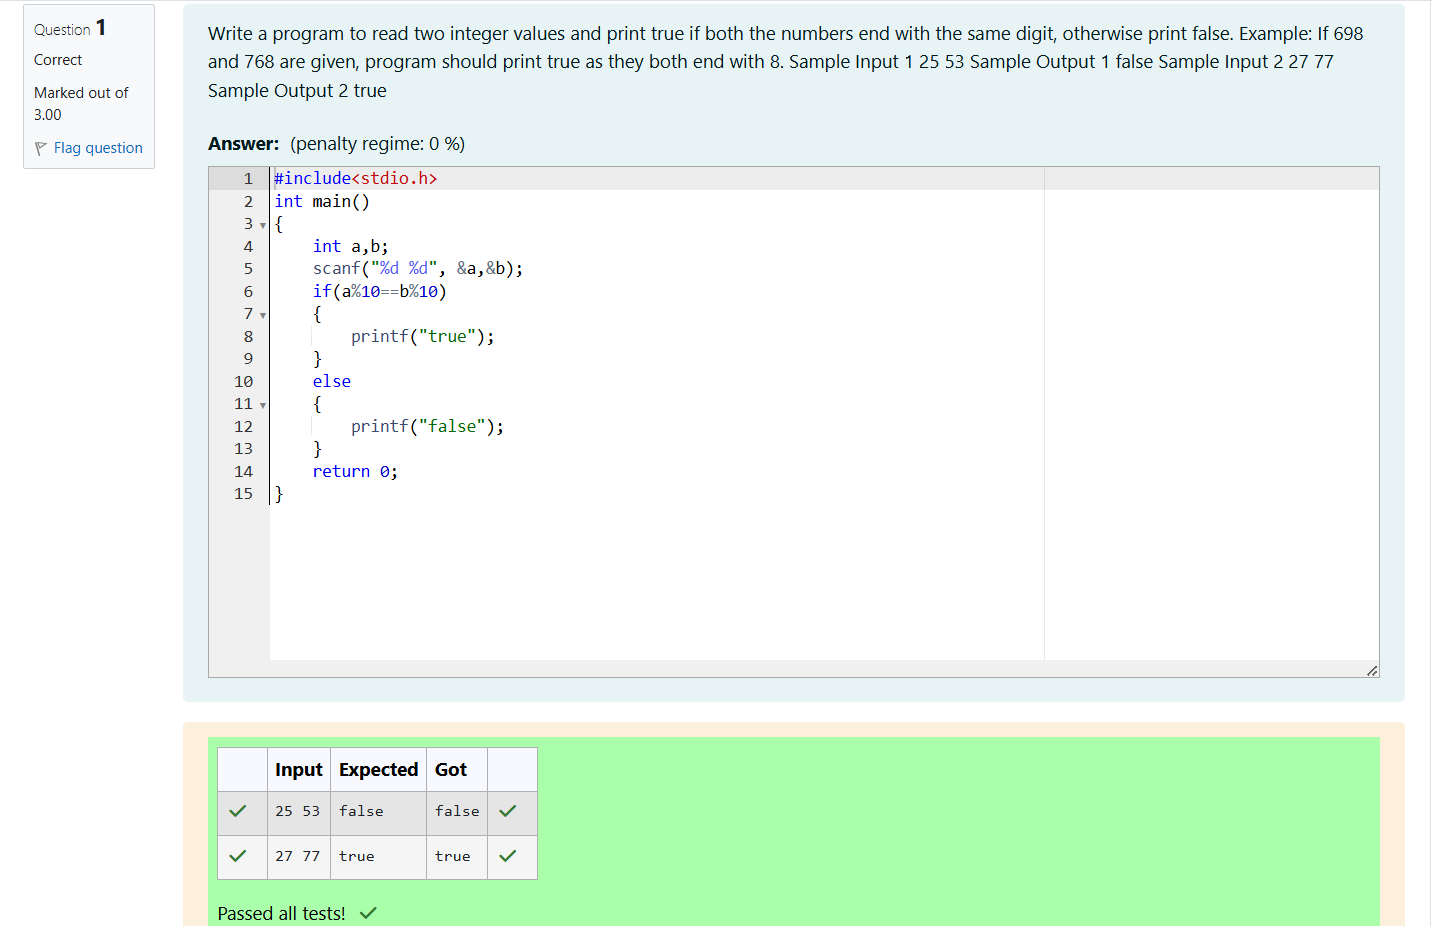 Question 1
Correct
Marked out of
3.00
Flag question
Write a program to read two integer values and print true if both the numbers end with the same digit, otherwise print false. Example: If 698
and 768 are given, program should print true as they both end with 8. Sample Input 1 25 53 Sample Output 1 false Sample Input 2 27 77
Sample Output 2 true
Answer: (penalty regime: 0 %)
1 #include<stdio.h>
2 int main()
3 {
4     int a,b;
5     scanf("%d %d", &a,&b);
6     if(a%10==b%10)
7     {
8         printf("true");
9     }
10     else
11     {
12         printf("false");
13     }
14     return 0;
15 }
Input Expected Got
25 53 false false
27 77 true true
Passed all tests!